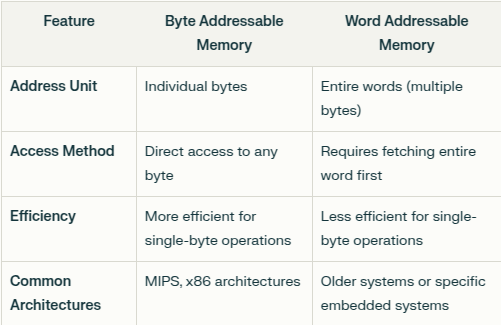 Feature Byte Addressable Memory Word Addressable Memory
Address Unit Individual bytes Entire words (multiple bytes)
Access Method Direct access to any byte Requires fetching entire word first
Efficiency More efficient for single-byte operations Less efficient for single-byte operations
Common Architectures MIPS, x86 architectures Older systems or specific embedded systems